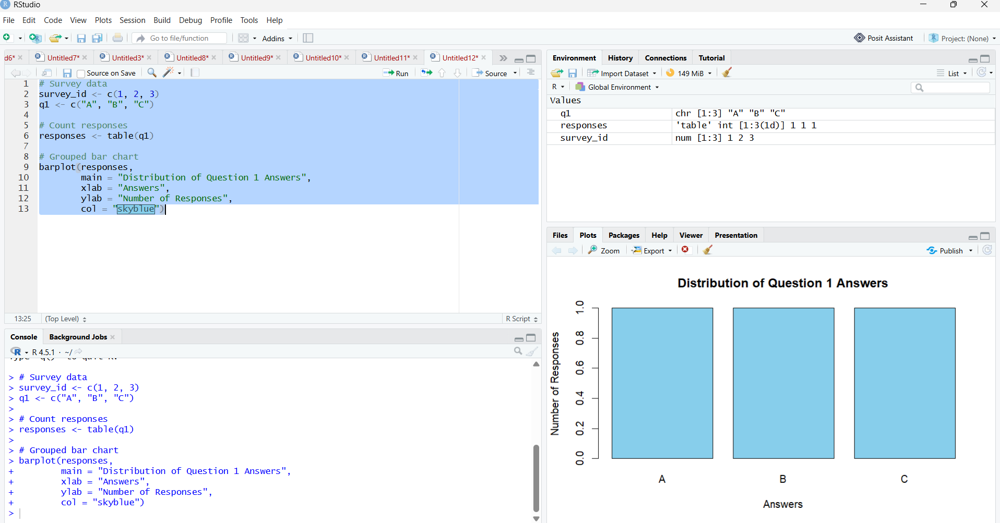 RStudio
File Edit Code View Plots Session Build Debug Profile Tools Help
Go to file/function Addins Posit Assistant Project: (None)
d6* Untitled7* Untitled3* Untitled8* Untitled9* Untitled10* Untitled11* Untitled12*
Source on Save Run Source
1 # Survey data
2 survey_id <- c(1, 2, 3)
3 q1 <- c("A", "B", "C")
4
5 # Count responses
6 responses <- table(q1)
7
8 # Grouped bar chart
9 barplot(responses,
10 main = "Distribution of Question 1 Answers",
11 xlab = "Answers",
12 ylab = "Number of Responses",
13 col = "skyblue")
13:25 (Top Level) R Script
Console Background Jobs
R 4.5.1 · ~/
> # Survey data
> survey_id <- c(1, 2, 3)
> q1 <- c("A", "B", "C")
>
> # Count responses
> responses <- table(q1)
>
> # Grouped bar chart
> barplot(responses,
+ main = "Distribution of Question 1 Answers",
+ xlab = "Answers",
+ ylab = "Number of Responses",
+ col = "skyblue")
>
Environment History Connections Tutorial
Import Dataset 149 MiB List
R Global Environment
Values
q1 chr [1:3] "A" "B" "C"
responses 'table' int [1:3(1d)] 1 1 1
survey_id num [1:3] 1 2 3
Files Plots Packages Help Viewer Presentation
Zoom Export Publish
Distribution of Question 1 Answers
Number of Responses
1.0
0.8
0.6
0.4
0.2
0.0
A B C
Answers